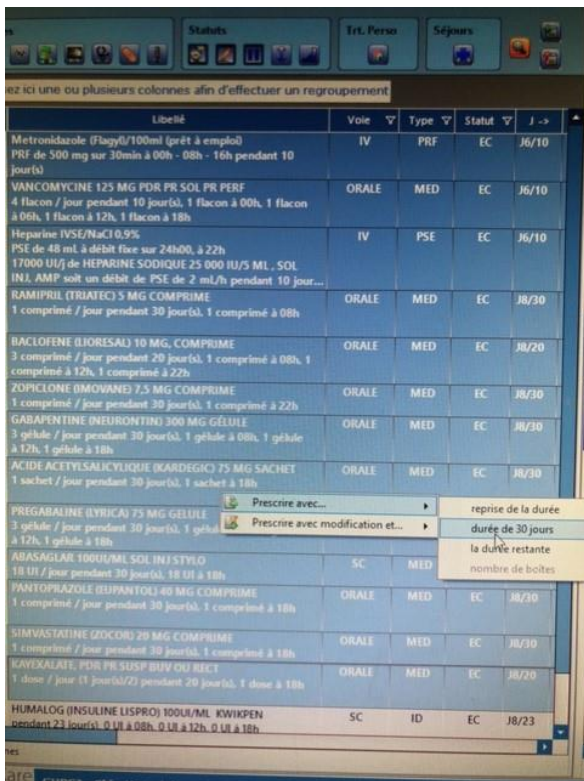 es
Statuts
Trt. Perso
Séjours
ez ici une ou plusieurs colonnes afin d'effectuer un regroupement
Libellé Voie Type Statut J ->
Metronidazole (Flagyl)/100ml (prêt à emploi) IV PRF EC J6/10
PRF de 500 mg sur 30min à 00h - 08h - 16h pendant 10
jour(s)
VANCOMYCINE 125 MG PDR PR SOL PR PERF ORALE MED EC J6/10
4 flacon / jour pendant 10 jour(s), 1 flacon à 00h, 1 flacon
à 06h, 1 flacon à 12h, 1 flacon à 18h
Heparine IVSE/NaCl 0,9% IV PSE EC J6/10
PSE de 48 mL à débit fixe sur 24h00, à 22h
17000 UI/j de HEPARINE SODIQUE 25 000 IU/5 ML , SOL
INJ, AMP soit un débit de PSE de 2 mL/h pendant 10 jour...
RAMIPRIL (TRIATEC) 5 MG COMPRIME ORALE MED EC J8/30
1 comprimé / jour pendant 30 jour(s), 1 comprimé à 08h
BACLOFENE (LIORESAL) 10 MG, COMPRIME ORALE MED EC J8/20
3 comprimé / jour pendant 20 jour(s), 1 comprimé à 08h, 1
comprimé à 12h, 1 comprimé à 22h
ZOPICLONE (IMOVANE) 7,5 MG COMPRIME ORALE MED EC J8/30
1 comprimé / jour pendant 30 jour(s), 1 comprimé à 22h
GABAPENTINE (NEURONTIN) 300 MG GÉLULE ORALE MED EC J8/30
3 gélule / jour pendant 30 jour(s), 1 gélule à 08h, 1 gélule
à 12h, 1 gélule à 18h
ACIDE ACETYLSALICYLIQUE (KARDEGIC) 75 MG SACHET ORALE MED EC J8/30
1 sachet / jour pendant 30 jour(s), 1 sachet à 18h
Prescrire avec...
Prescrire avec modification et...
reprise de la durée
durée de 30 jours
la durée restante
nombre de boîtes
PREGABALINE (LYRICA) 75 MG GELULE
3 gélule / jour pendant 30 jour(s), 1 g
à 12h, 1 gélule à 18h
ABASAGLAR 100UI/ML SOL INJ STYLO SC MED
18 UI / jour pendant 30 jour(s), 18 UI à 18h
PANTOPRAZOLE (EUPANTOL) 40 MG COMPRIME ORALE MED EC J8/30
1 comprimé / jour pendant 30 jour(s), 1 comprimé à 18h
SIMVASTATINE (ZOCOR) 20 MG COMPRIME ORALE MED EC J8/30
1 comprimé / jour pendant 30 jour(s), 1 comprimé à 18h
KAYEXALATE, PDR PR SUSP BUV OU RECT ORALE MED EC J8/20
1 dose / jour (1 jour(s)/2) pendant 20 jour(s), 1 dose à 18h
HUMALOG (INSULINE LISPRO) 100UI/ML KWIKPEN SC ID EC J8/23
pendant 23 jour(s), 0 UI à 08h, 0 UI à 12h, 0 UI à 18h
nes